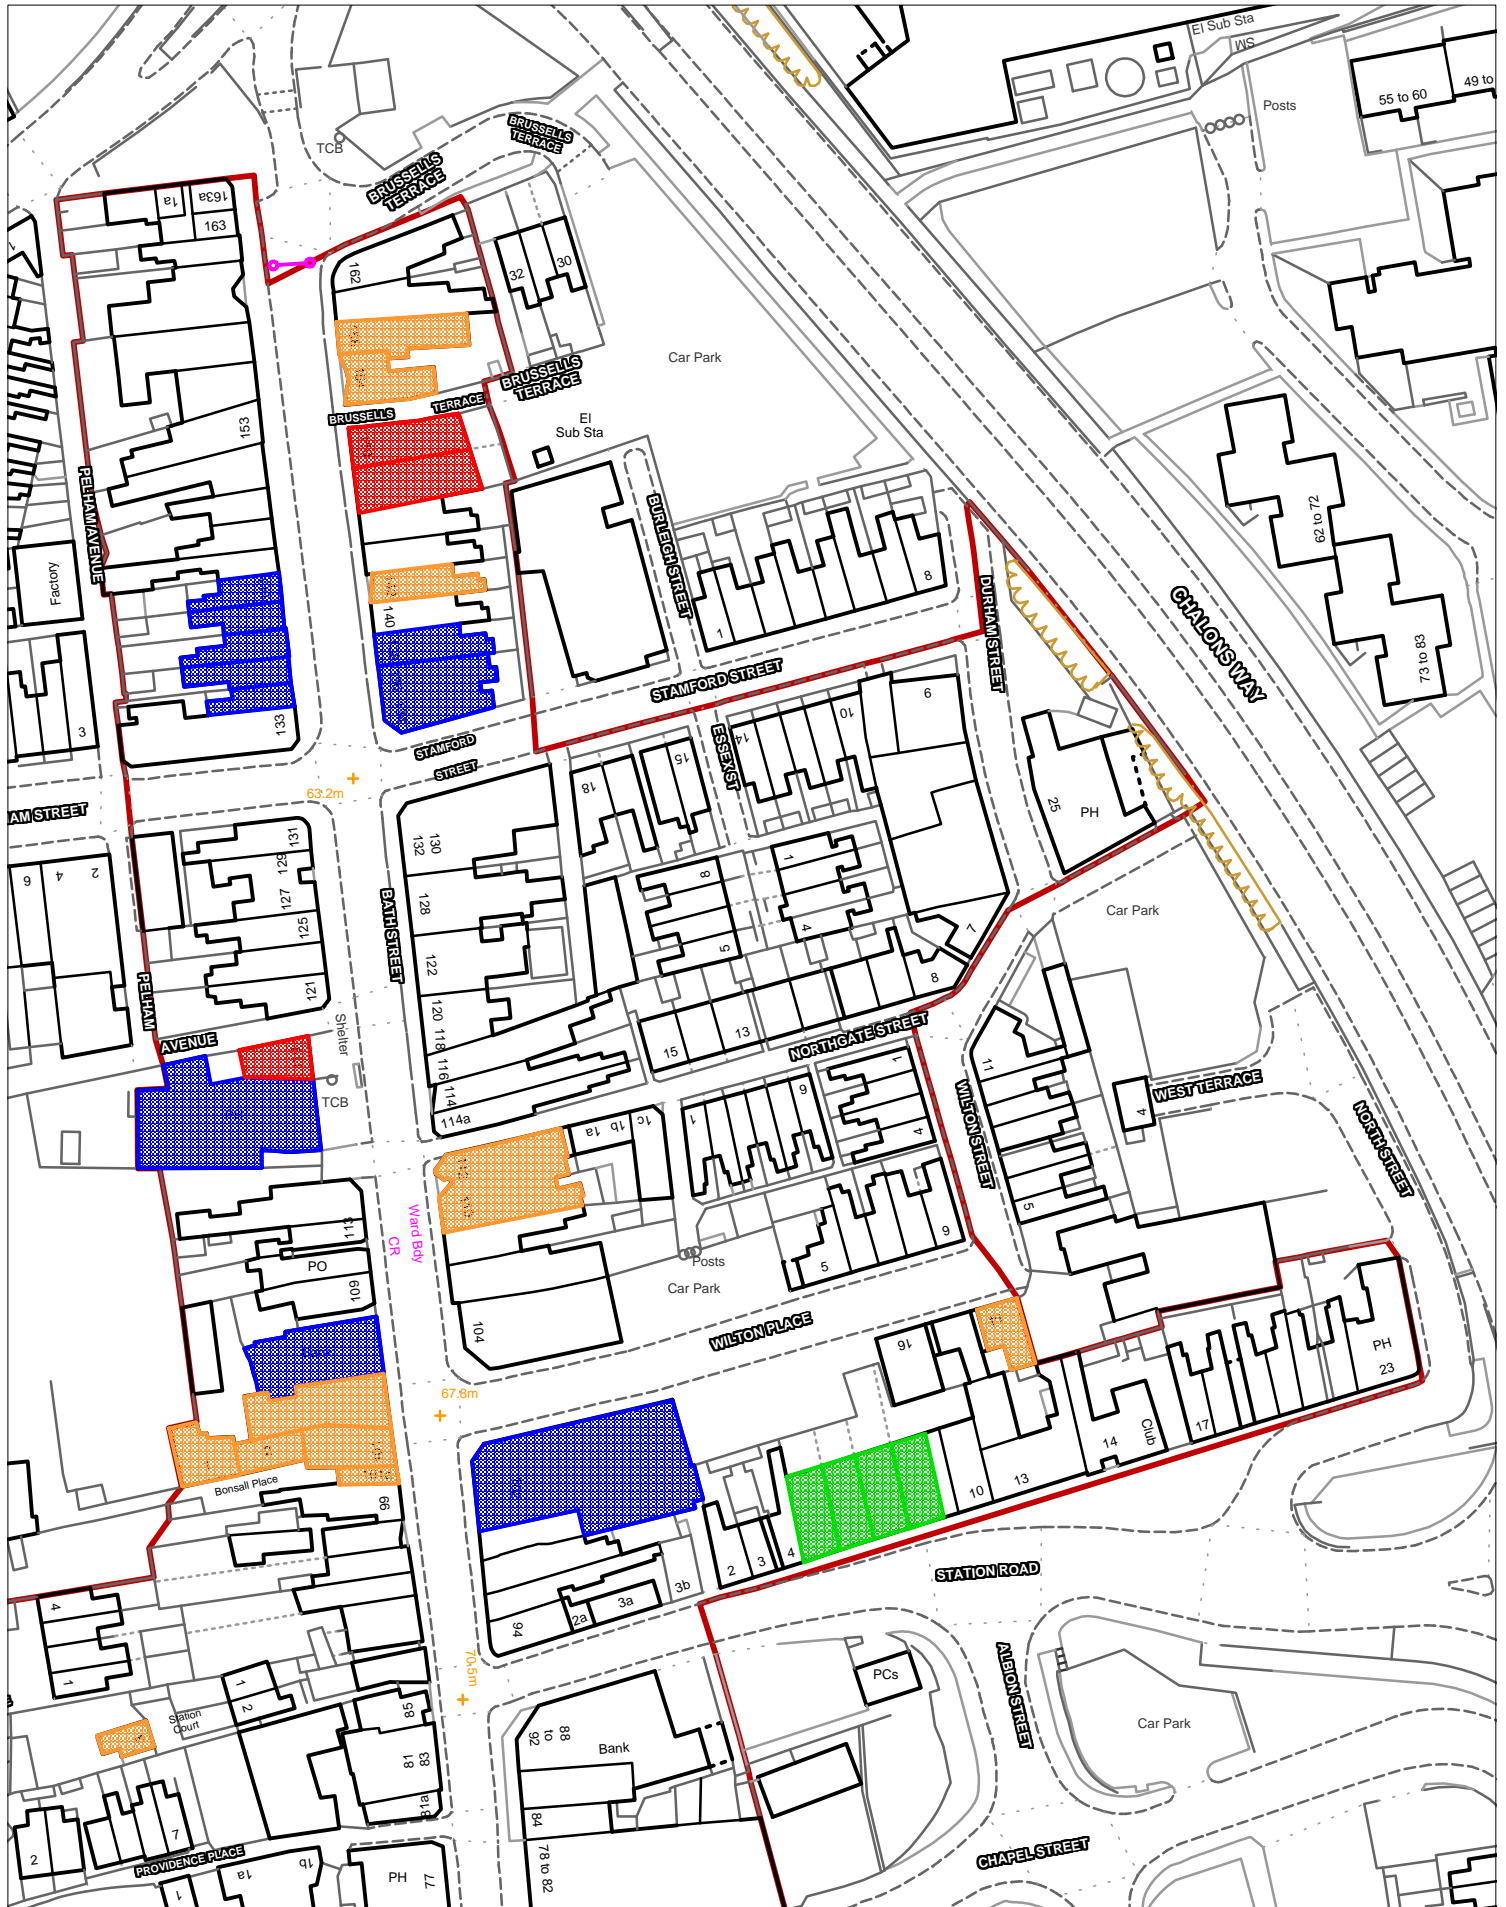 El Sub Sta
SM
49 to
55 to 60
Posts
TCB
BRUSSELLS
TERRACE
BRUSSELLS
TERRACE
1a
163a
163
162
32
30
Car Park
BRUSSELLS
TERRACE
BRUSSELLS
TERRACE
153
El
Sub Sta
PELHAM AVENUE
BURLEIGH STREET
62 to 72
Factory
8
1
140
DURHAM STREET
CHALONS WAY
73 to 83
STAMFORD STREET
3
133
STAMFORD
STREET
6
10
14
ESSEX ST
15
18
63.2m
AM STREET
25
PH
131
129
127
125
121
130
132
128
122
120
118
116
114
114a
BATH STREET
2
4
6
1
4
8
5
7
8
Car Park
PELHAM
AVENUE
Shelter
TCB
13
15
NORTHGATE STREET
11
WILTON STREET
WEST TERRACE
4
NORTH STREET
PH
1a
1b
1c
1
6
1
4
5
9
5
113
PO
109
Ward Bdy
CR
Posts
Car Park
104
WILTON PLACE
16
67.8m
PH
23
17
Club
14
13
10
Bonsall Place
66
4
3
2
STATION ROAD
3b
3a
2a
94
4
1
70.5m
ALBION STREET
PCs
Car Park
1
2
Station
Court
85
83
81
81a
88
to
92
Bank
84
78 to 82
CHAPEL STREET
7
2
PROVIDENCE PLACE
1b
1a
1
PH
77